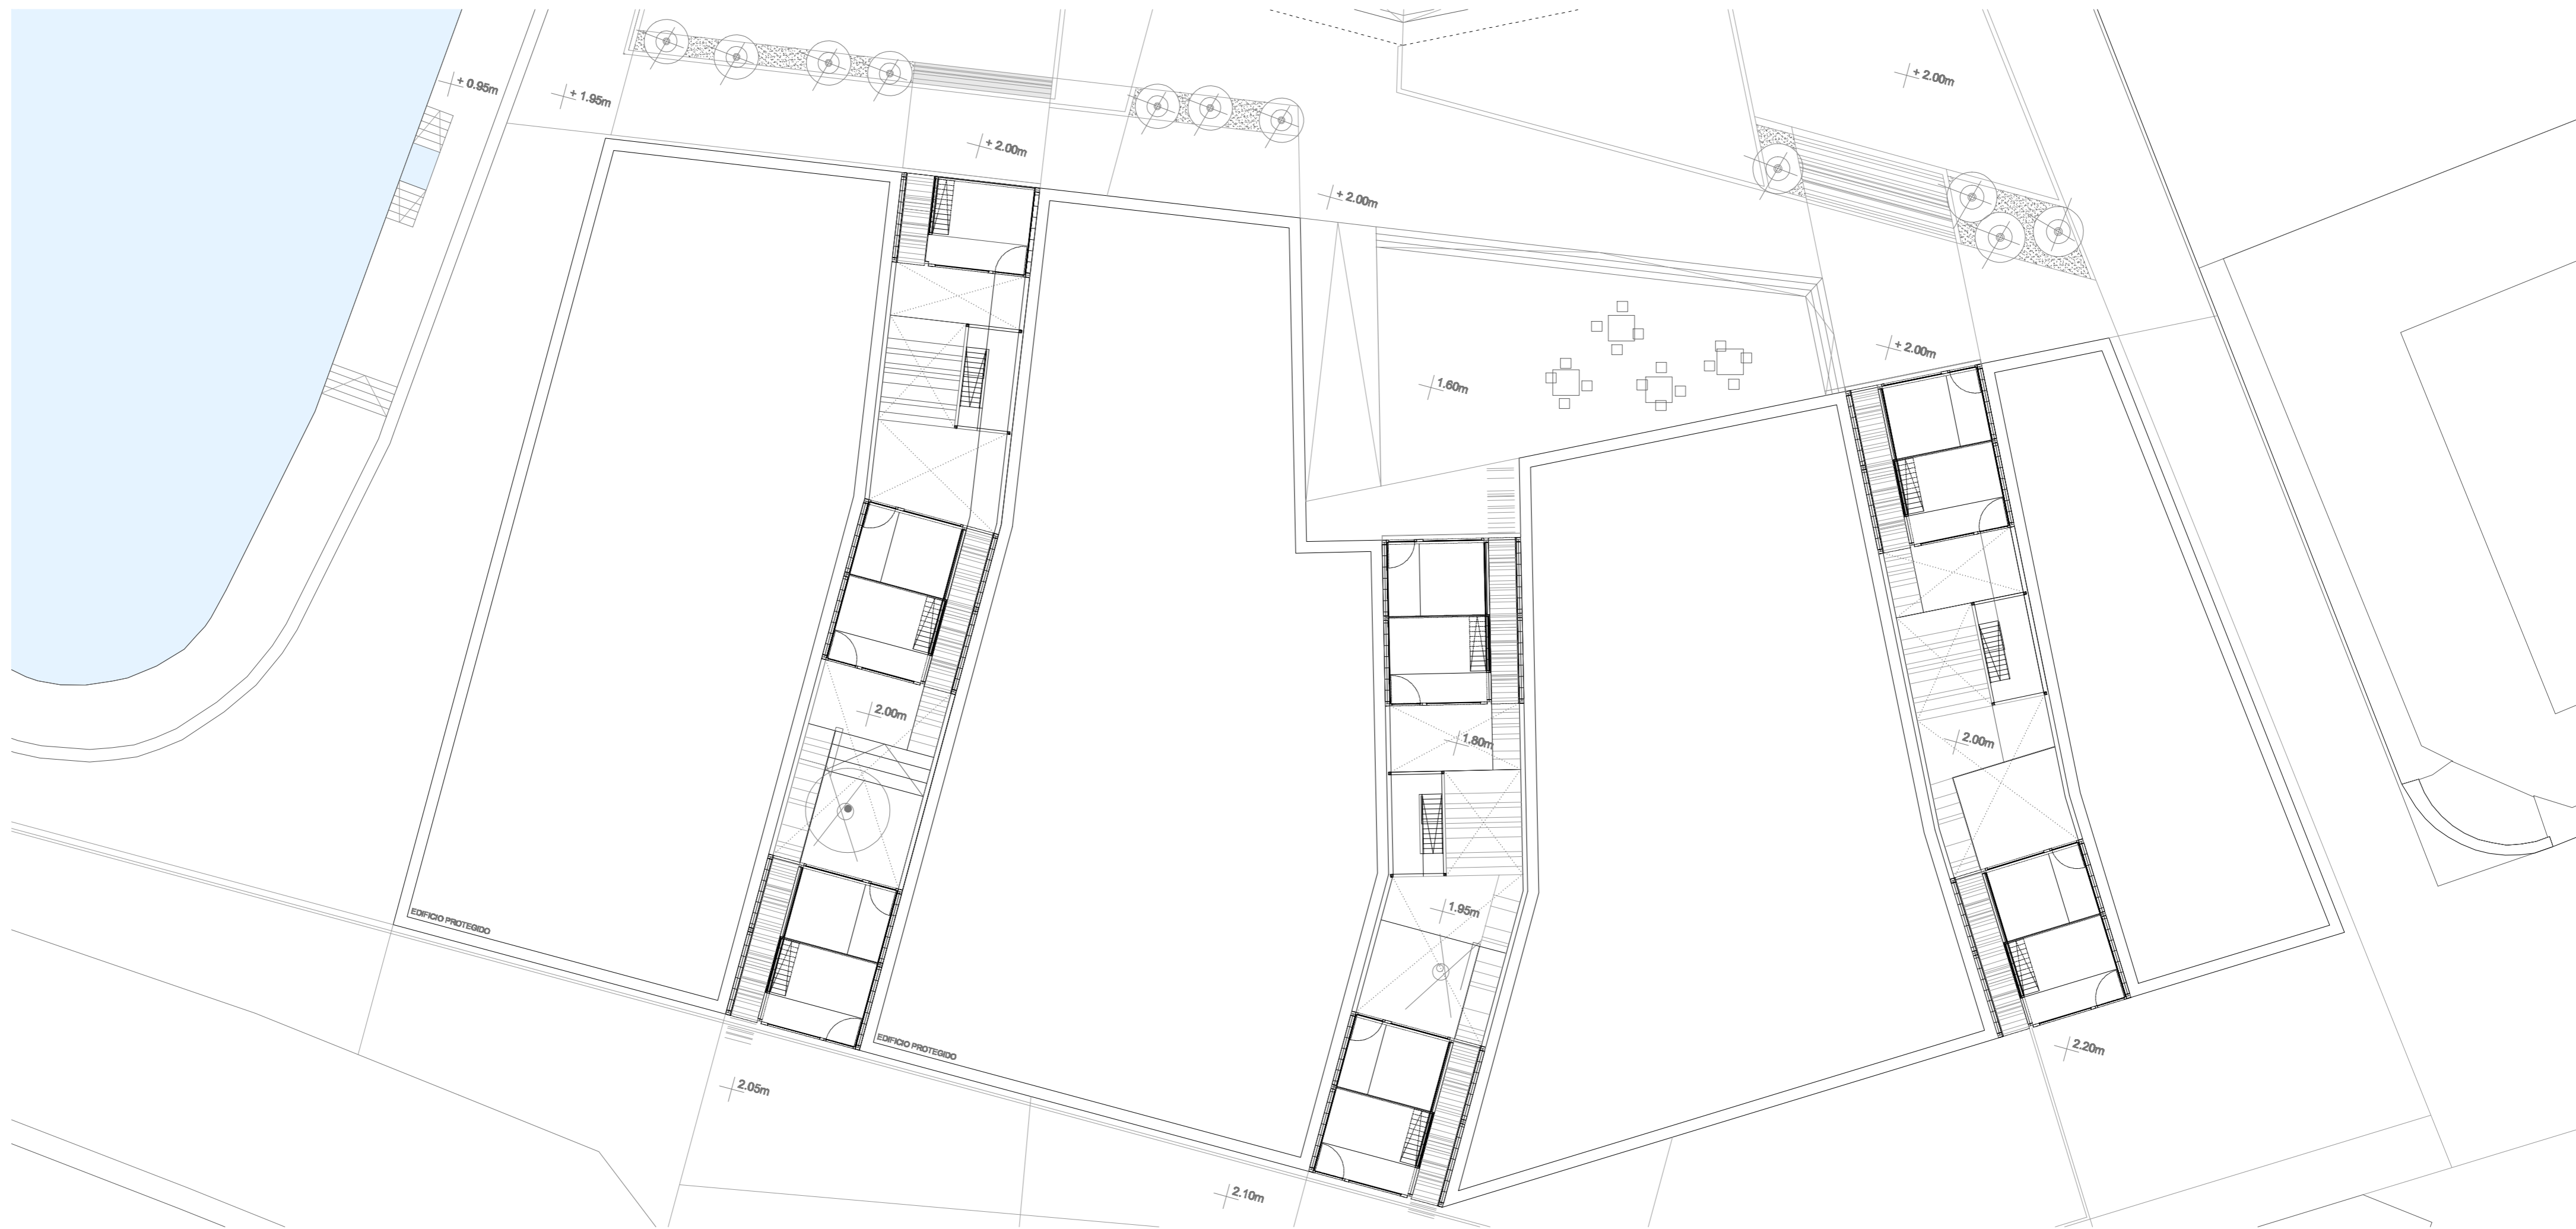 + 0.95m
+ 1.95m
+ 2.00m
+ 2.00m
+ 2.00m
+ 2.00m
1.60m
2.00m
1.80m
2.00m
1.95m
EDIFICIO PROTEGIDO
EDIFICIO PROTEGIDO
2.05m
2.20m
2.10m